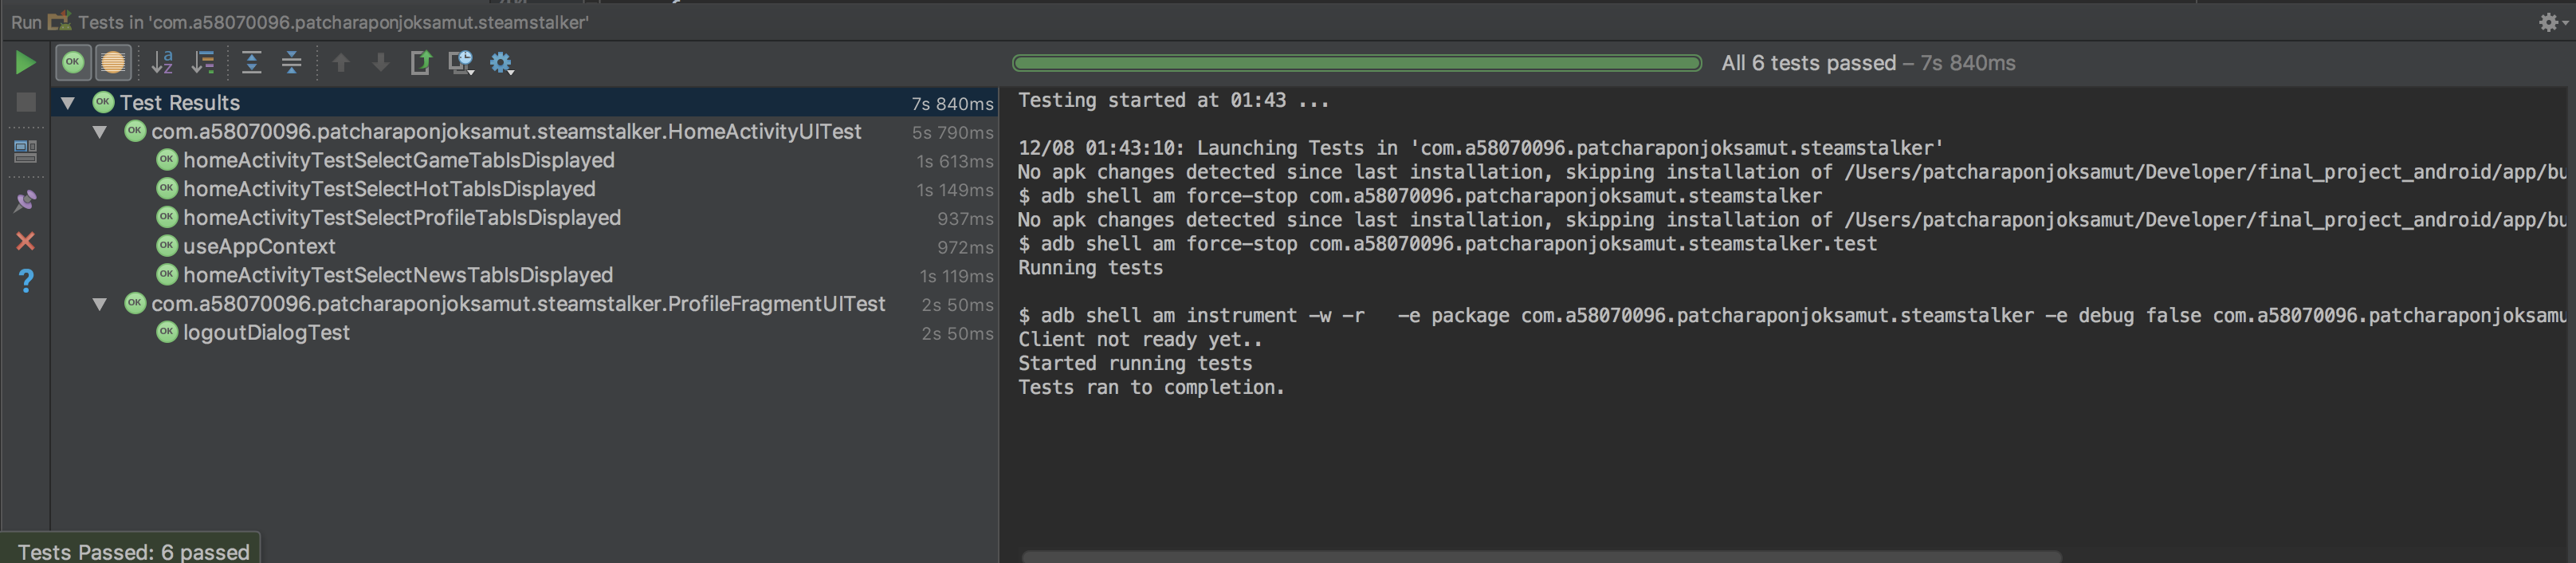 Run Tests in 'com.a58070096.patcharaponjoksamut.steamstalker'
All 6 tests passed – 7s 840ms
Test Results 7s 840ms
com.a58070096.patcharaponjoksamut.steamstalker.HomeActivityUITest 5s 790ms
homeActivityTestSelectGameTabIsDisplayed 1s 613ms
homeActivityTestSelectHotTabIsDisplayed 1s 149ms
homeActivityTestSelectProfileTabIsDisplayed 937ms
useAppContext 972ms
homeActivityTestSelectNewsTabIsDisplayed 1s 119ms
com.a58070096.patcharaponjoksamut.steamstalker.ProfileFragmentUITest 2s 50ms
logoutDialogTest 2s 50ms
Tests Passed: 6 passed
Testing started at 01:43 ...
12/08 01:43:10: Launching Tests in 'com.a58070096.patcharaponjoksamut.steamstalker'
No apk changes detected since last installation, skipping installation of /Users/patcharaponjoksamut/Developer/final_project_android/app/bu
$ adb shell am force-stop com.a58070096.patcharaponjoksamut.steamstalker
No apk changes detected since last installation, skipping installation of /Users/patcharaponjoksamut/Developer/final_project_android/app/bu
$ adb shell am force-stop com.a58070096.patcharaponjoksamut.steamstalker.test
Running tests
$ adb shell am instrument -w -r   -e package com.a58070096.patcharaponjoksamut.steamstalker -e debug false com.a58070096.patcharaponjoksamu
Client not ready yet..
Started running tests
Tests ran to completion.